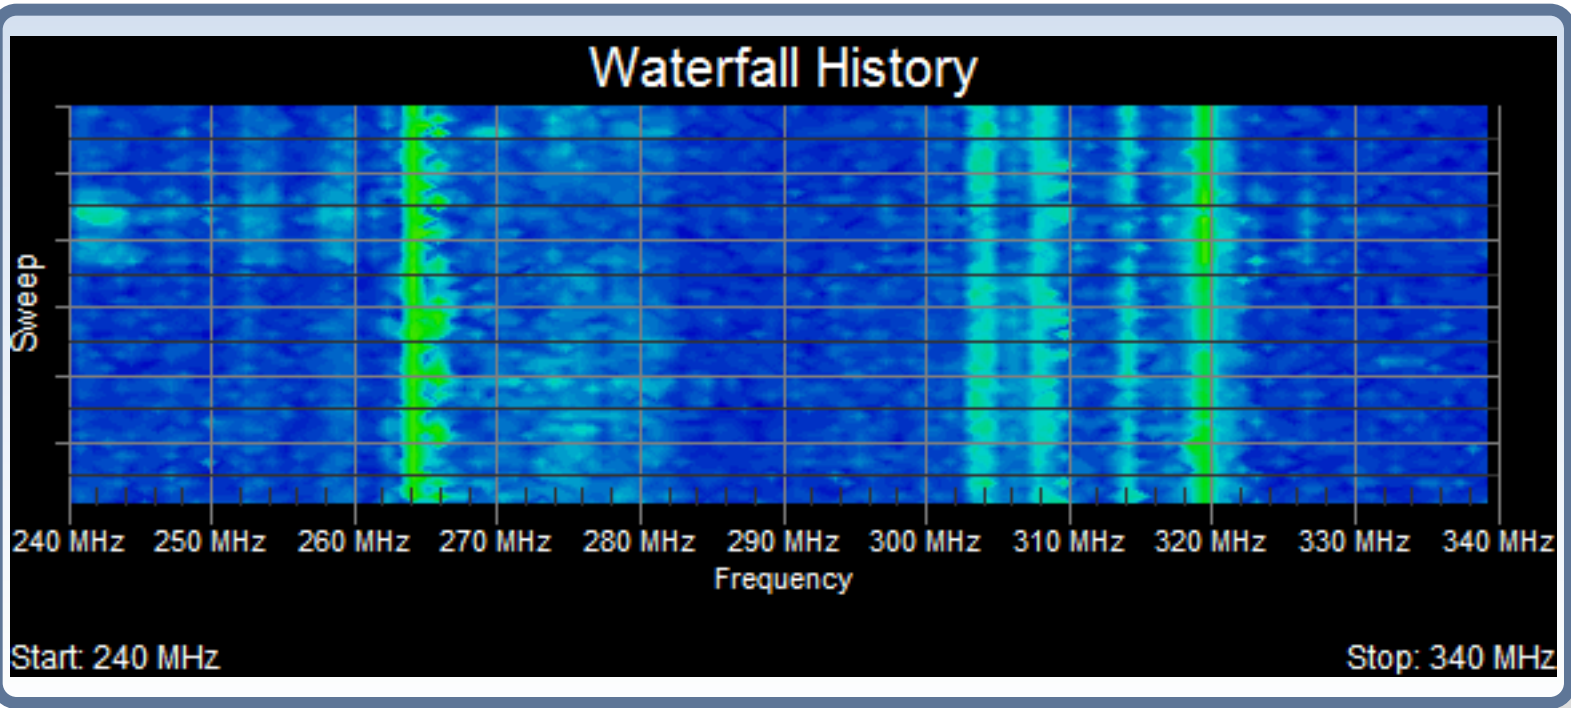 Waterfall History
Sweep
240 MHz 250 MHz 260 MHz 270 MHz 280 MHz 290 MHz 300 MHz 310 MHz 320 MHz 330 MHz 340 MHz
Frequency
Start: 240 MHz
Stop: 340 MHz